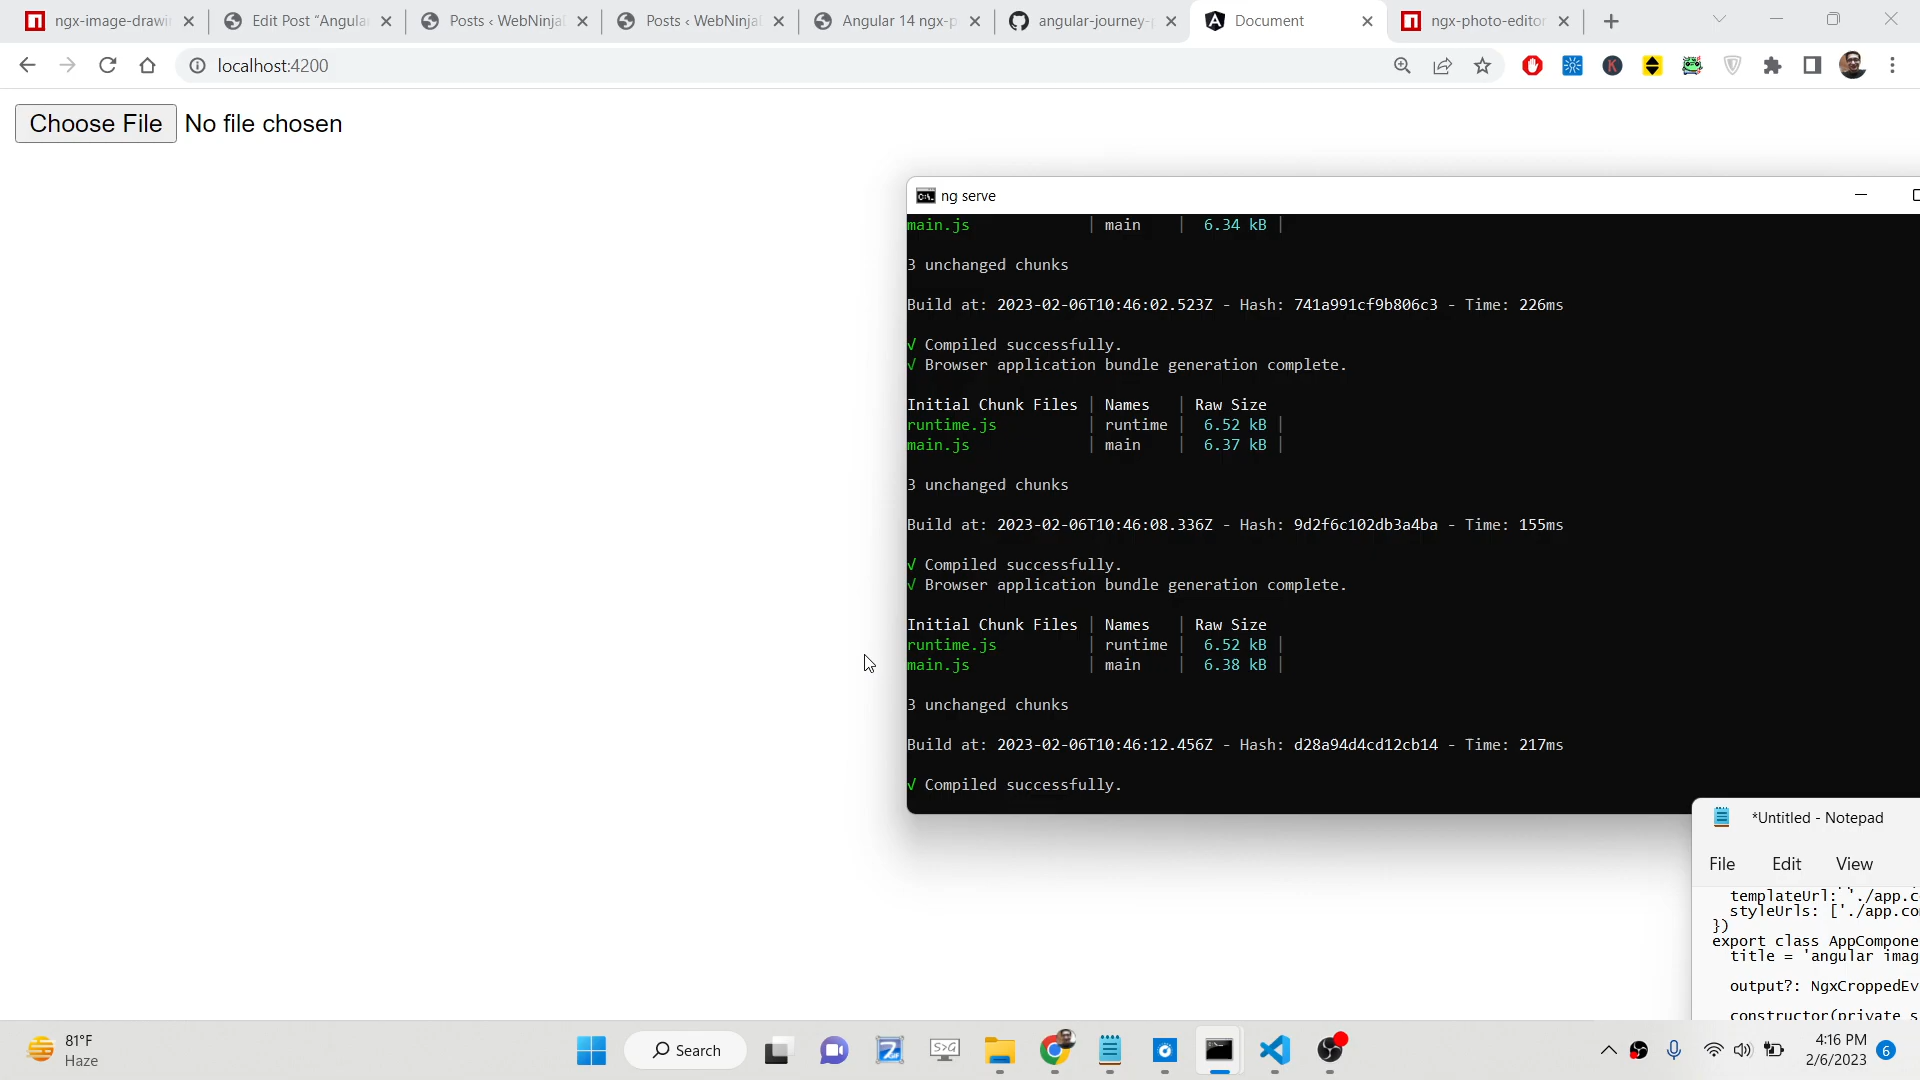 ngx-image-drawi
Edit Post “Angular
Posts ‹ WebNinjaD
Posts ‹ WebNinjaD
Angular 14 ngx-p
angular-journey-p
Document
ngx-photo-editor
localhost:4200
Choose File No file chosen
ng serve
main.js | main | 6.34 kB |
3 unchanged chunks
Build at: 2023-02-06T10:46:02.523Z - Hash: 741a991cf9b806c3 - Time: 226ms
√ Compiled successfully.
√ Browser application bundle generation complete.
Initial Chunk Files | Names | Raw Size
runtime.js | runtime | 6.52 kB |
main.js | main | 6.37 kB |
3 unchanged chunks
Build at: 2023-02-06T10:46:08.336Z - Hash: 9d2f6c102db3a4ba - Time: 155ms
√ Compiled successfully.
√ Browser application bundle generation complete.
Initial Chunk Files | Names | Raw Size
runtime.js | runtime | 6.52 kB |
main.js | main | 6.38 kB |
3 unchanged chunks
Build at: 2023-02-06T10:46:12.456Z - Hash: d28a94d4cd12cb14 - Time: 217ms
√ Compiled successfully.
*Untitled - Notepad
File Edit View
templateUrl: './app.c
styleUrls: ['./app.co
})
export class AppCompone
title = 'angular imag
output?: NgxCroppedEv
constructor(private s
81°F
Haze
Search
4:16 PM
2/6/2023
6